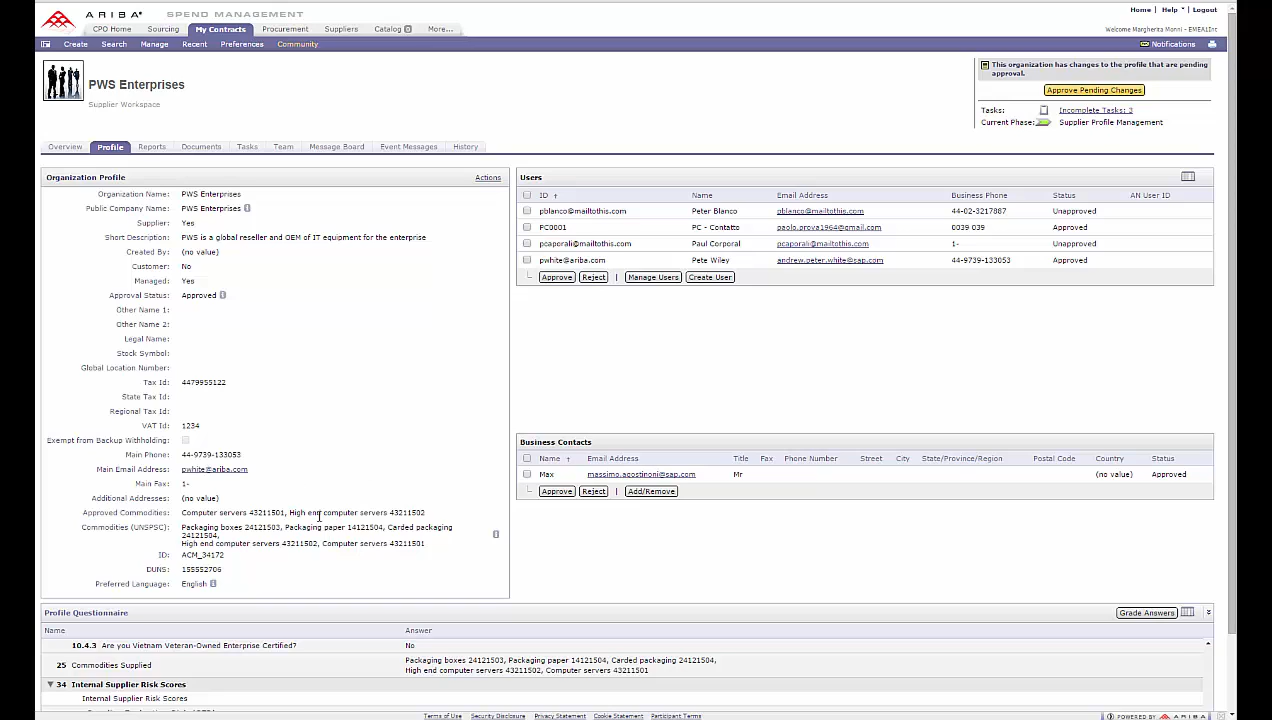 ARIBA SPEND MANAGEMENT
Home | Help | Logout
CPO Home Sourcing My Contracts Procurement Suppliers Catalog More...
Welcome Margherita Monni - EMEA1Int
Create Search Manage Recent Preferences Community
Notifications
PWS Enterprises
Supplier Workspace
This organization has changes to the profile that are pending
approval.
Approve Pending Changes
Tasks: Incomplete Tasks: 3
Current Phase: Supplier Profile Management
Overview Profile Reports Documents Tasks Team Message Board Event Messages History
Organization Profile Actions
Organization Name: PWS Enterprises
Public Company Name: PWS Enterprises
Supplier: Yes
Short Description: PWS is a global reseller and OEM of IT equipment for the enterprise
Created By: (no value)
Customer: No
Managed: Yes
Approval Status: Approved
Other Name 1:
Other Name 2:
Legal Name:
Stock Symbol:
Global Location Number:
Tax Id: 4479955122
State Tax Id:
Regional Tax Id:
VAT Id: 1234
Exempt from Backup Withholding:
Main Phone: 44-9739-133053
Main Email Address: pwhite@ariba.com
Main Fax: 1-
Additional Addresses: (no value)
Approved Commodities: Computer servers 43211501, High end computer servers 43211502
Commodities (UNSPSC): Packaging boxes 24121503, Packaging paper 14121504, Carded packaging
24121504,
High end computer servers 43211502, Computer servers 43211501
ID: ACM_34172
DUNS: 155552706
Preferred Language: English
Users
ID ↑ Name Email Address Business Phone Status AN User ID
pblanco@mailtothis.com Peter Blanco pblanco@mailtothis.com 44-02-3217887 Unapproved
PC0001 PC - Contatto paolo.prova1964@gmail.com 0039 039 Approved
pcaporali@mailtothis.com Paul Corporal pcaporali@mailtothis.com 1- Unapproved
pwhite@ariba.com Pete Wiley andrew.peter.white@sap.com 44-9739-133053 Approved
Approve Reject | Manage Users Create User
Business Contacts
Name ↑ Email Address Title Fax Phone Number Street City State/Province/Region Postal Code Country Status
Max massimo.agostinoni@sap.com Mr (no value) Approved
Approve Reject | Add/Remove
Profile Questionnaire Grade Answers
Name Answer
10.4.3 Are you Vietnam Veteran-Owned Enterprise Certified? No
25 Commodities Supplied Packaging boxes 24121503, Packaging paper 14121504, Carded packaging 24121504,
High end computer servers 43211502, Computer servers 43211501
34 Internal Supplier Risk Scores
Internal Supplier Risk Scores
Terms of Use Security Disclosure Privacy Statement Cookie Statement Participant Terms
POWERED BY ARIBA